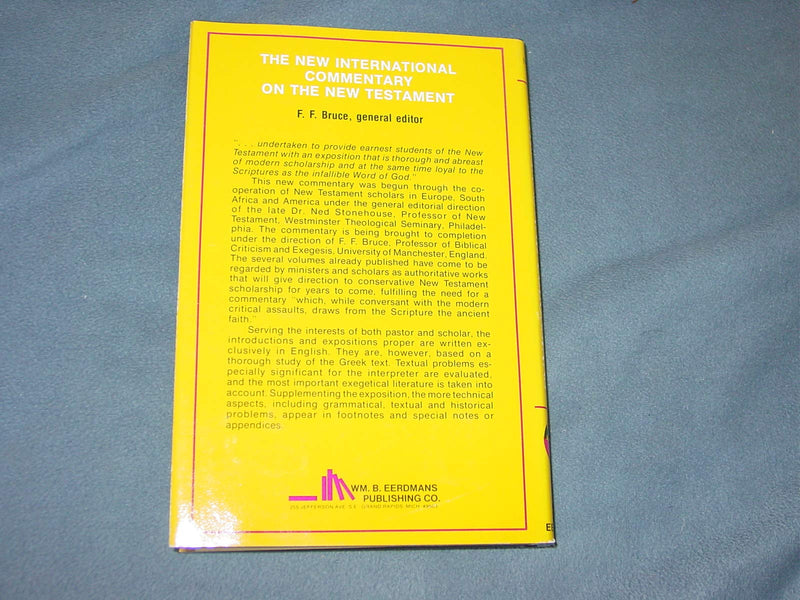 THE NEW INTERNATIONAL
COMMENTARY
ON THE NEW TESTAMENT
F. F. Bruce, general editor
". . . undertaken to provide earnest students of the New
Testament with an exposition that is thorough and abreast
of modern scholarship and at the same time loyal to the
Scriptures as the infallible Word of God."
This new commentary was begun through the co-
operation of New Testament scholars in Europe, South
Africa and America under the general editorial direction
of the late Dr. Ned Stonehouse, Professor of New
Testament, Westminster Theological Seminary, Philadel-
phia. The commentary is being brought to completion
under the direction of F. F. Bruce, Professor of Biblical
Criticism and Exegesis, University of Manchester, England.
The several volumes already published have come to be
regarded by ministers and scholars as authoritative works
that will give direction to conservative New Testament
scholarship for years to come, fulfilling the need for a
commentary "which, while conversant with the modern
critical assaults, draws from the Scripture the ancient
faith."
Serving the interests of both pastor and scholar, the
introductions and expositions proper are written ex-
clusively in English. They are, however, based on a
thorough study of the Greek text. Textual problems es-
pecially significant for the interpreter are evaluated,
and the most important exegetical literature is taken into
account. Supplementing the exposition, the more technical
aspects, including grammatical, textual and historical
problems, appear in footnotes and special notes or
appendices.
WM. B. EERDMANS
PUBLISHING CO.
255 JEFFERSON AVE. S.E. GRAND RAPIDS, MICH.